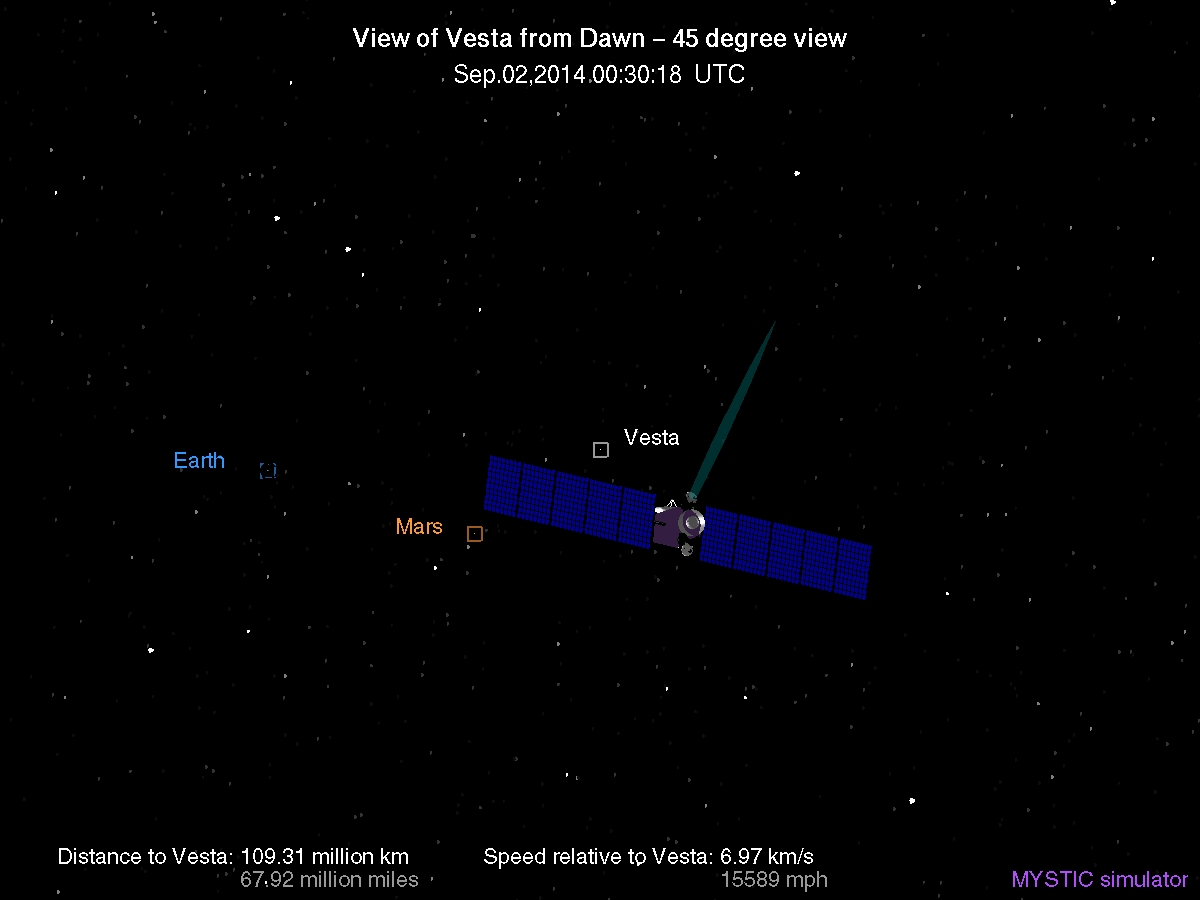 View of Vesta from Dawn – 45 degree view
Sep.02,2014.00:30:18 UTC
Vesta
Earth
Mars
Distance to Vesta: 109.31 million km
67.92 million miles
Speed relative to Vesta: 6.97 km/s
15589 mph
MYSTIC simulator